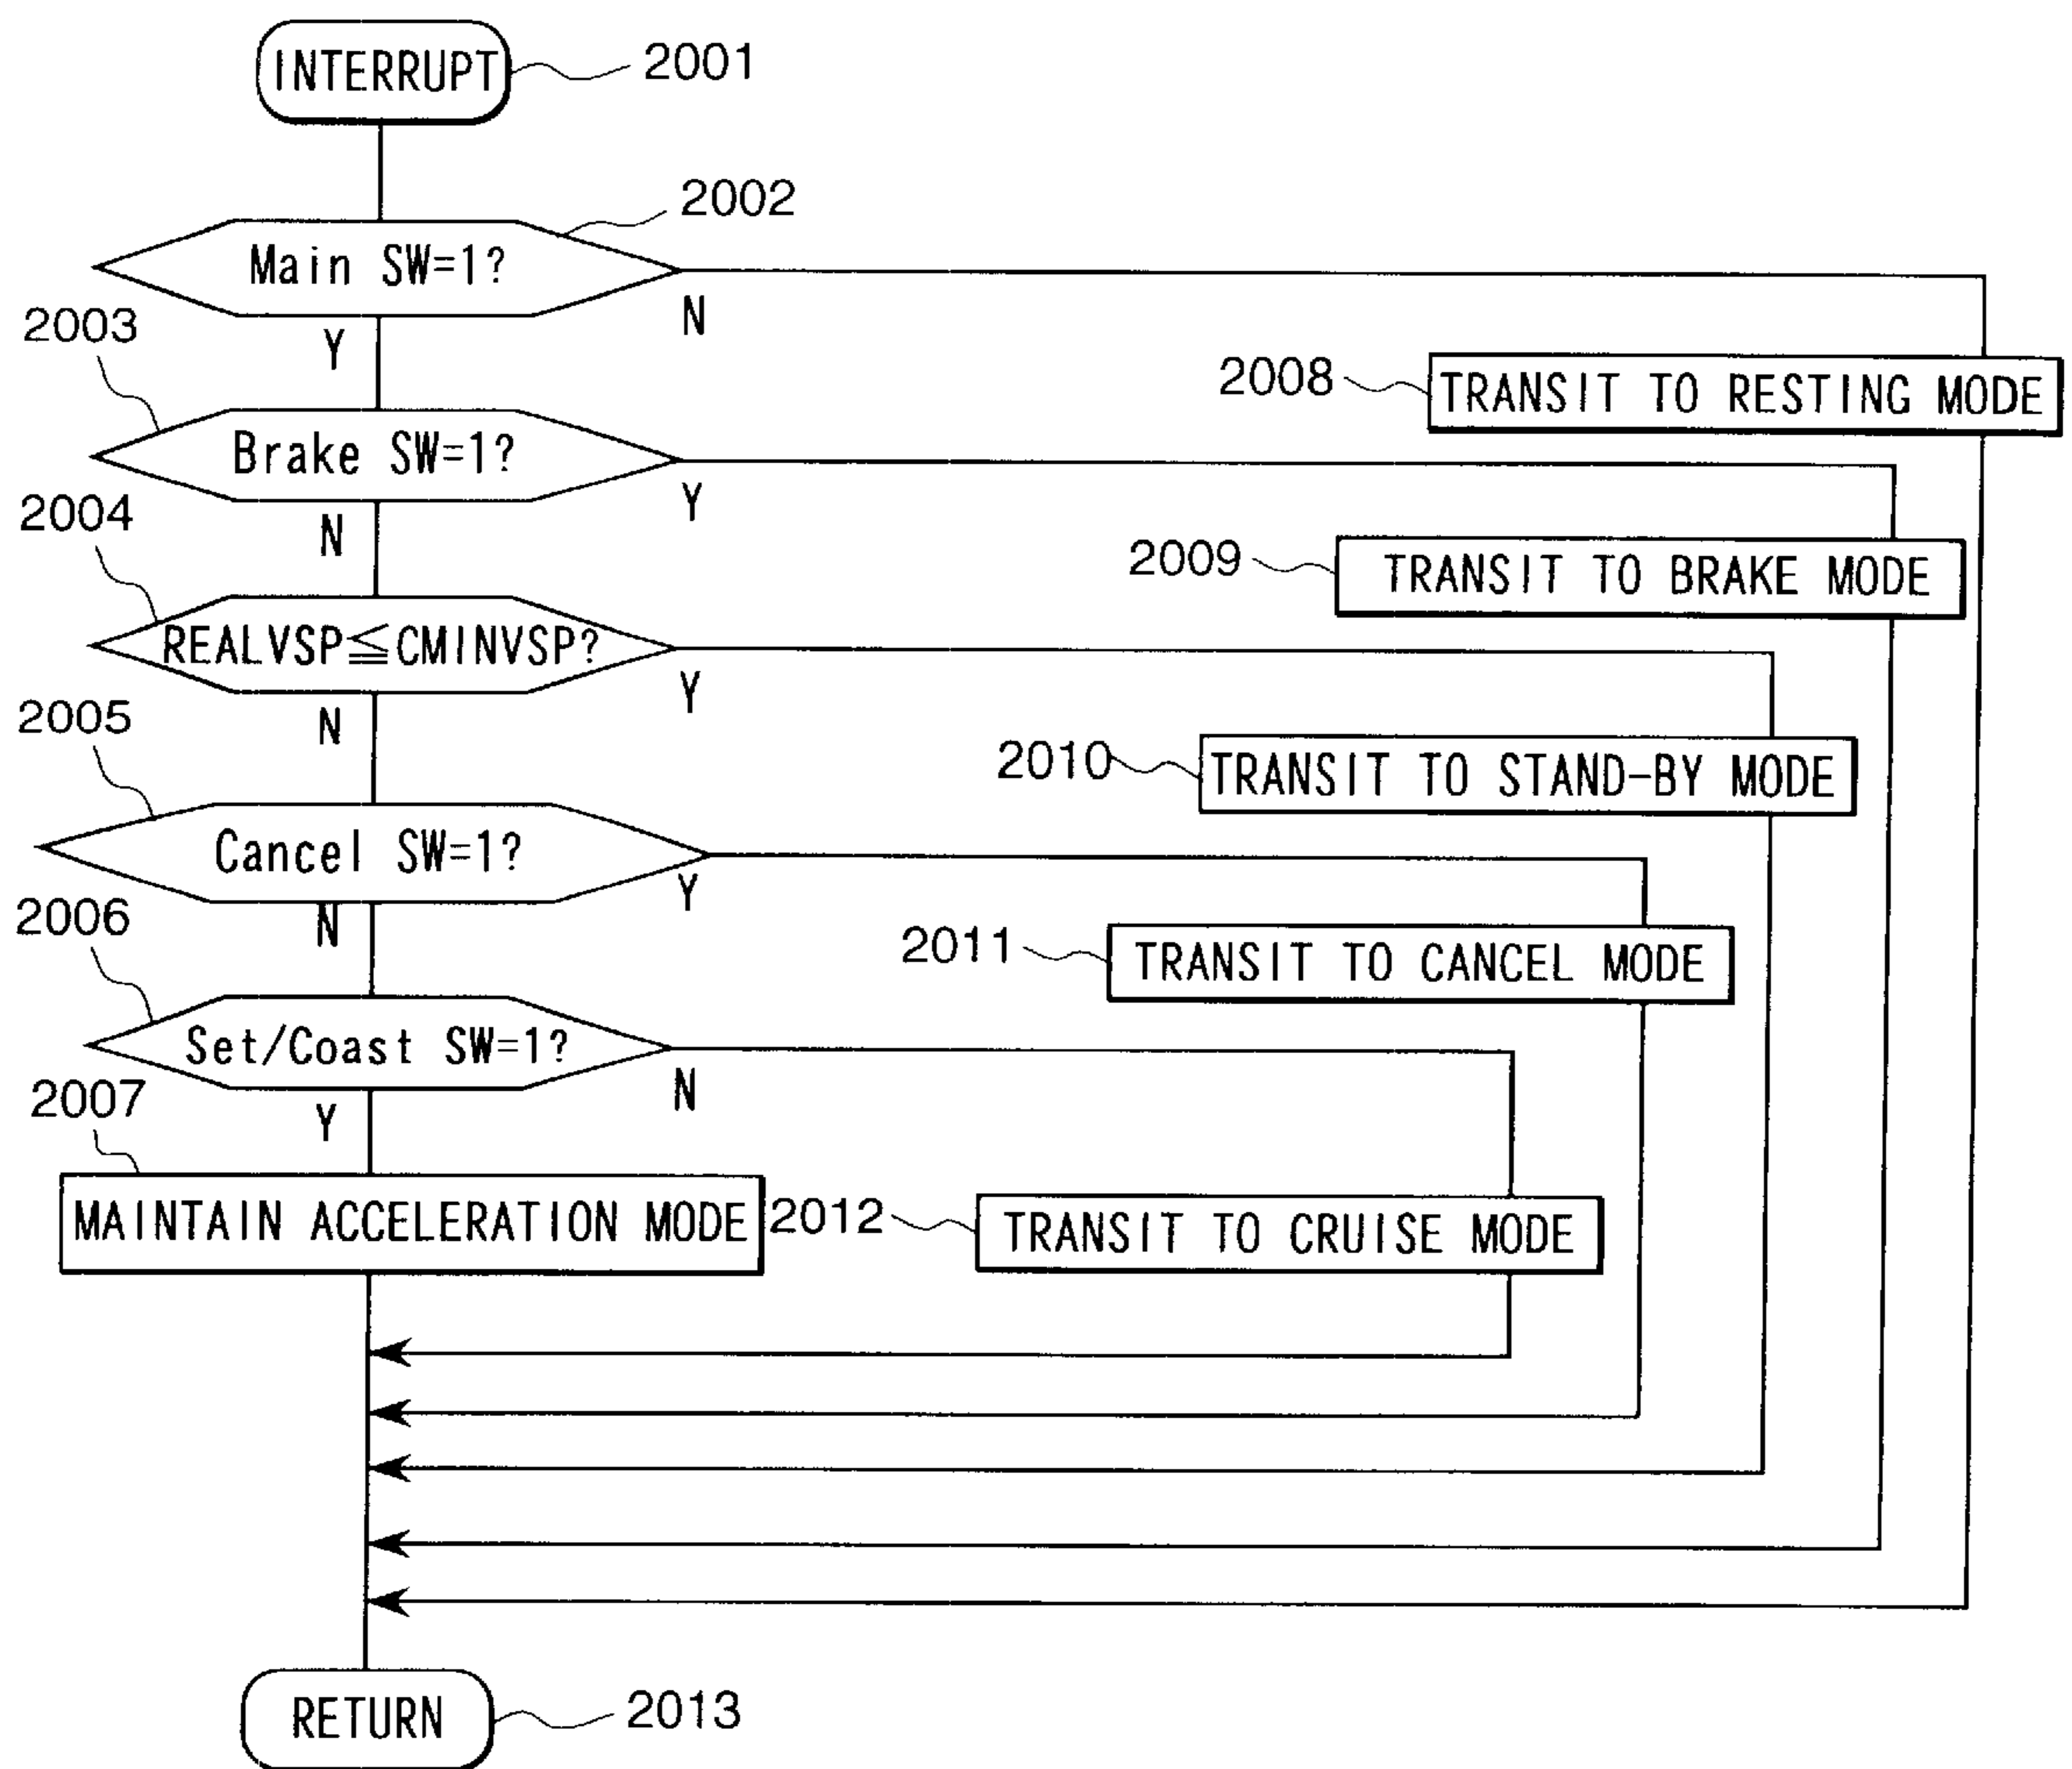 INTERRUPT
2001
2002
Main SW=1?
N
Y
2003
Brake SW=1?
Y
N
2008
TRANSIT TO RESTING MODE
2004
REALVSP≦CMINVSP?
Y
N
2009
TRANSIT TO BRAKE MODE
2005
Cancel SW=1?
Y
N
2010
TRANSIT TO STAND-BY MODE
2006
Set/Coast SW=1?
N
Y
2011
TRANSIT TO CANCEL MODE
2007
MAINTAIN ACCELERATION MODE
2012
TRANSIT TO CRUISE MODE
RETURN
2013